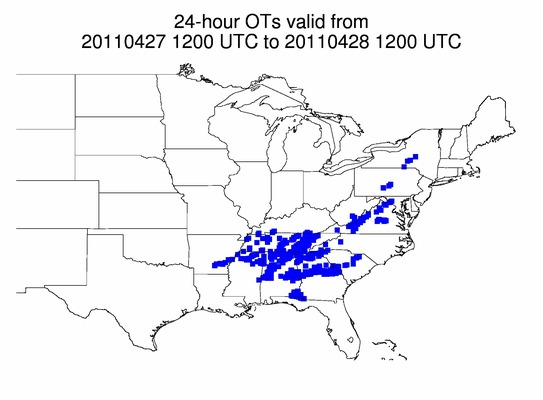 24-hour OTs valid from
20110427 1200 UTC to 20110428 1200 UTC